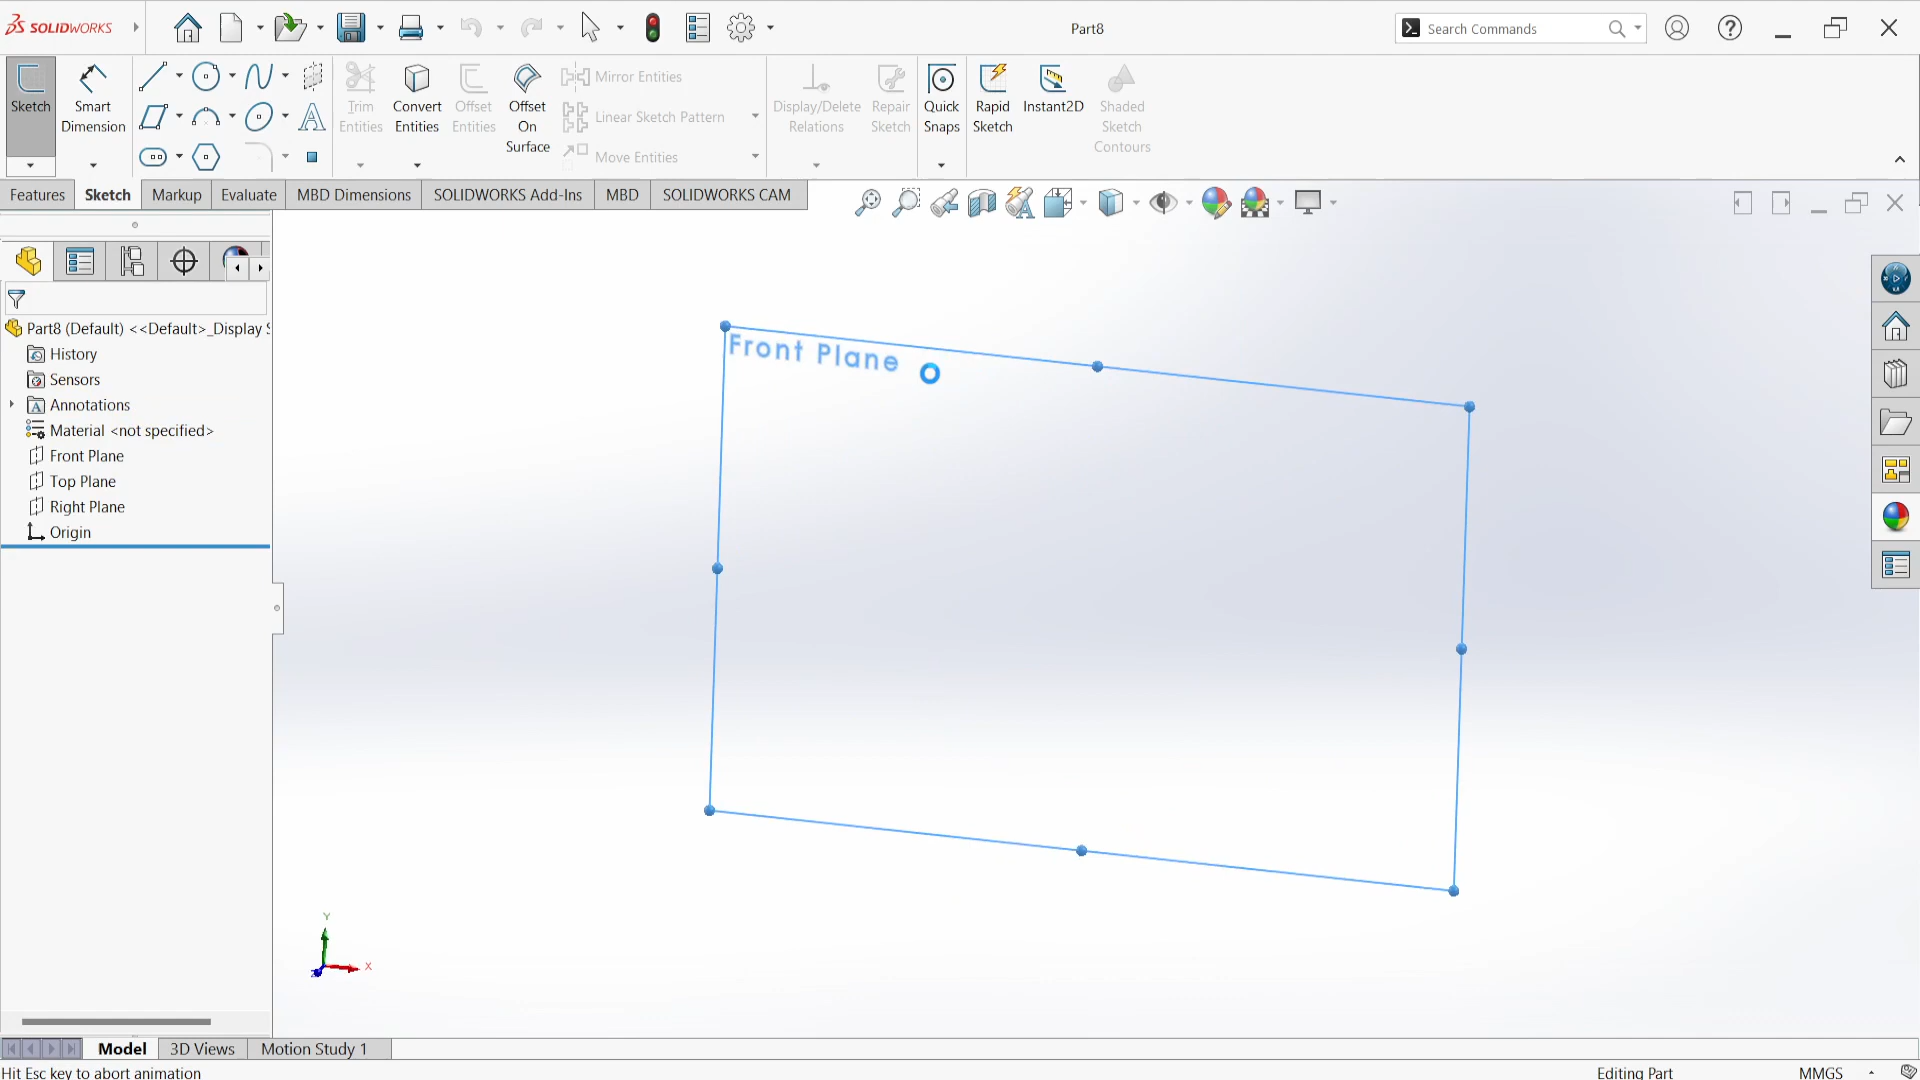 SOLIDWORKS
Part8
Search Commands
Sketch
Smart
Dimension
Trim
Entities
Convert
Entities
Offset
Entities
Offset
On
Surface
Mirror Entities
Linear Sketch Pattern
Move Entities
Display/Delete
Relations
Repair
Sketch
Quick
Snaps
Rapid
Sketch
Instant2D
Shaded
Sketch
Contours
Features
Sketch
Markup
Evaluate
MBD Dimensions
SOLIDWORKS Add-Ins
MBD
SOLIDWORKS CAM
Part8 (Default) <<Default>_Display S
History
Sensors
Annotations
Material <not specified>
Front Plane
Top Plane
Right Plane
Origin
Front Plane
Y
X
Model
3D Views
Motion Study 1
Hit Esc key to abort animation
Editing Part
MMGS